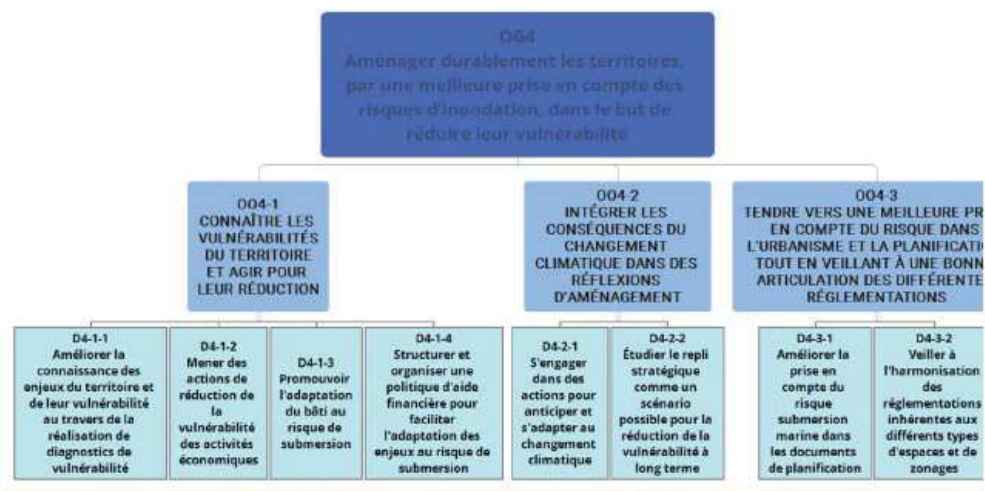 OG4
Aménager durablement les territoires,
par une meilleure prise en compte des
risques d'inondation, dans le but de
réduire leur vulnérabilité
OO4-1
CONNAÎTRE LES
VULNÉRABILITÉS
DU TERRITOIRE
ET AGIR POUR
LEUR RÉDUCTION
OO4-2
INTÉGRER LES
CONSÉQUENCES DU
CHANGEMENT
CLIMATIQUE DANS DES
RÉFLEXIONS
D'AMÉNAGEMENT
OO4-3
TENDRE VERS UNE MEILLEURE PR
EN COMPTE DU RISQUE DANS
L'URBANISME ET LA PLANIFICATI
TOUT EN VEILLANT À UNE BONN
ARTICULATION DES DIFFÉRENTE
RÉGLEMENTATIONS
D4-1-1
Améliorer la
connaissance des
enjeux du territoire et
de leur vulnérabilité
au travers de la
réalisation de
diagnostics de
vulnérabilité
D4-1-2
Mener des
actions de
réduction de
la
vulnérabilité
des activités
économiques
D4-1-3
Promouvoir
l'adaptation
du bâti au
risque de
submersion
D4-1-4
Structurer et
organiser une
politique d'aide
financière pour
faciliter
l'adaptation des
enjeux au risque de
submersion
D4-2-1
S'engager
dans des
actions pour
anticiper et
s'adapter au
changement
climatique
D4-2-2
Étudier le repli
stratégique
comme un
scénario
possible pour la
réduction de la
vulnérabilité à
long terme
D4-3-1
Améliorer la
prise en
compte du
risque
submersion
marine dans
les documents
de planification
D4-3-2
Veiller à
l'harmonisation
des
réglementations
inhérentes aux
différents types
d'espaces et de
zonages